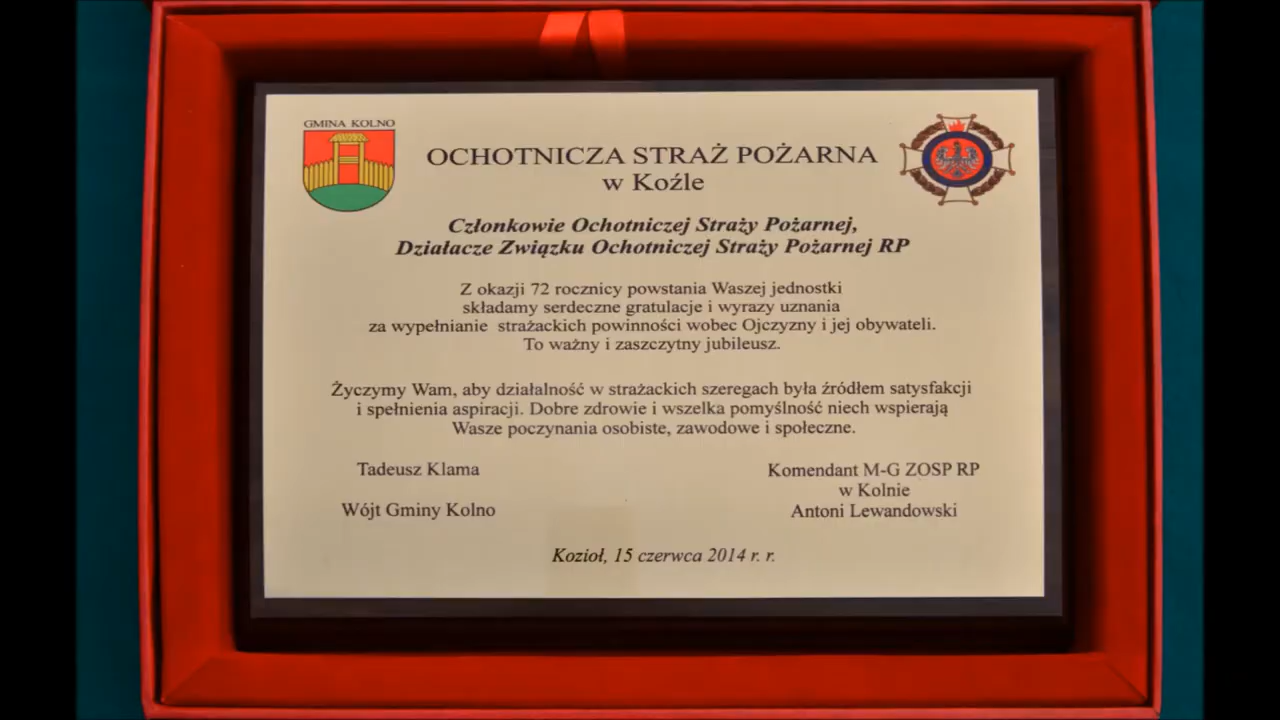 GMINA KOLNO
OCHOTNICZA STRAŻ POŻARNA
w Koźle
Członkowie Ochotniczej Straży Pożarnej,
Działacze Związku Ochotniczej Straży Pożarnej RP
Z okazji 72 rocznicy powstania Waszej jednostki
składamy serdeczne gratulacje i wyrazy uznania
za wypełnianie strażackich powinności wobec Ojczyzny i jej obywateli.
To ważny i zaszczytny jubileusz.
Życzymy Wam, aby działalność w strażackich szeregach była źródłem satysfakcji
i spełnienia aspiracji. Dobre zdrowie i wszelka pomyślność niech wspierają
Wasze poczynania osobiste, zawodowe i społeczne.
Tadeusz Klama
Wójt Gminy Kolno
Komendant M-G ZOSP RP
w Kolnie
Antoni Lewandowski
Kozioł, 15 czerwca 2014 r. r.